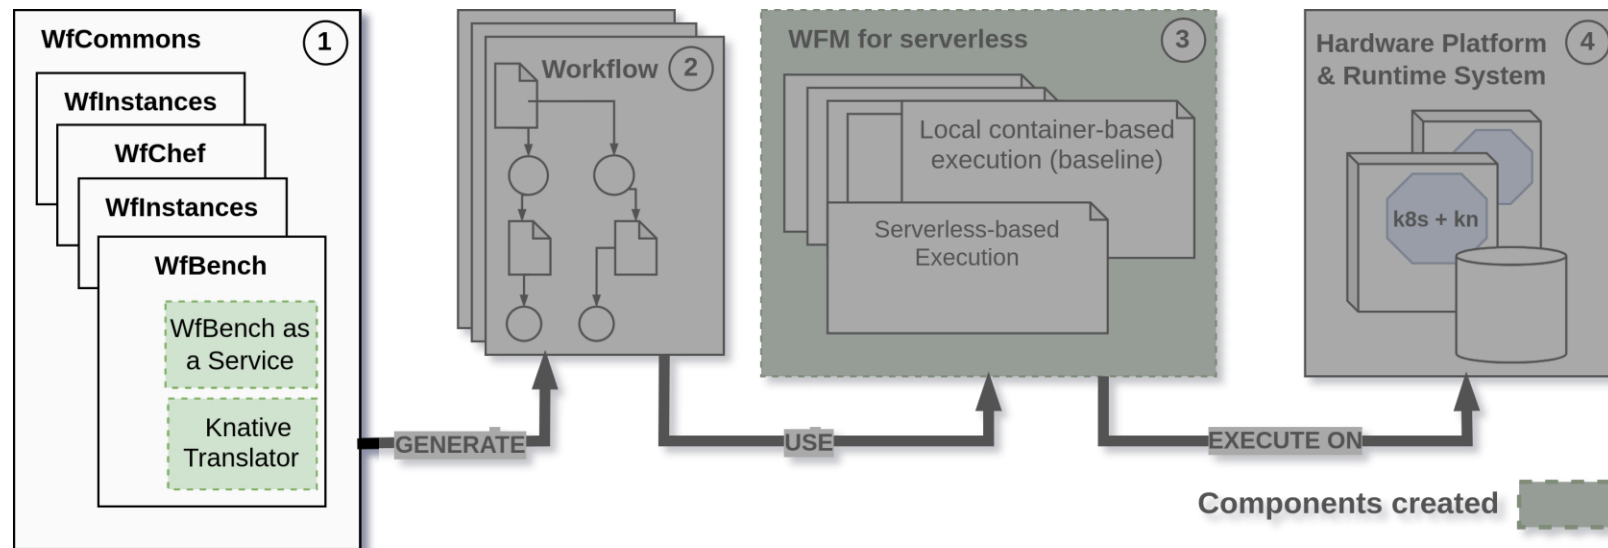 WfCommons
1
WfInstances
WfChef
WfInstances
WfBench
WfBench as
a Service
Knative
Translator
GENERATE
Workflow
2
USE
WFM for serverless
3
Local container-based
execution (baseline)
Serverless-based
Execution
EXECUTE ON
Hardware Platform
& Runtime System
4
k8s + kn
Components created